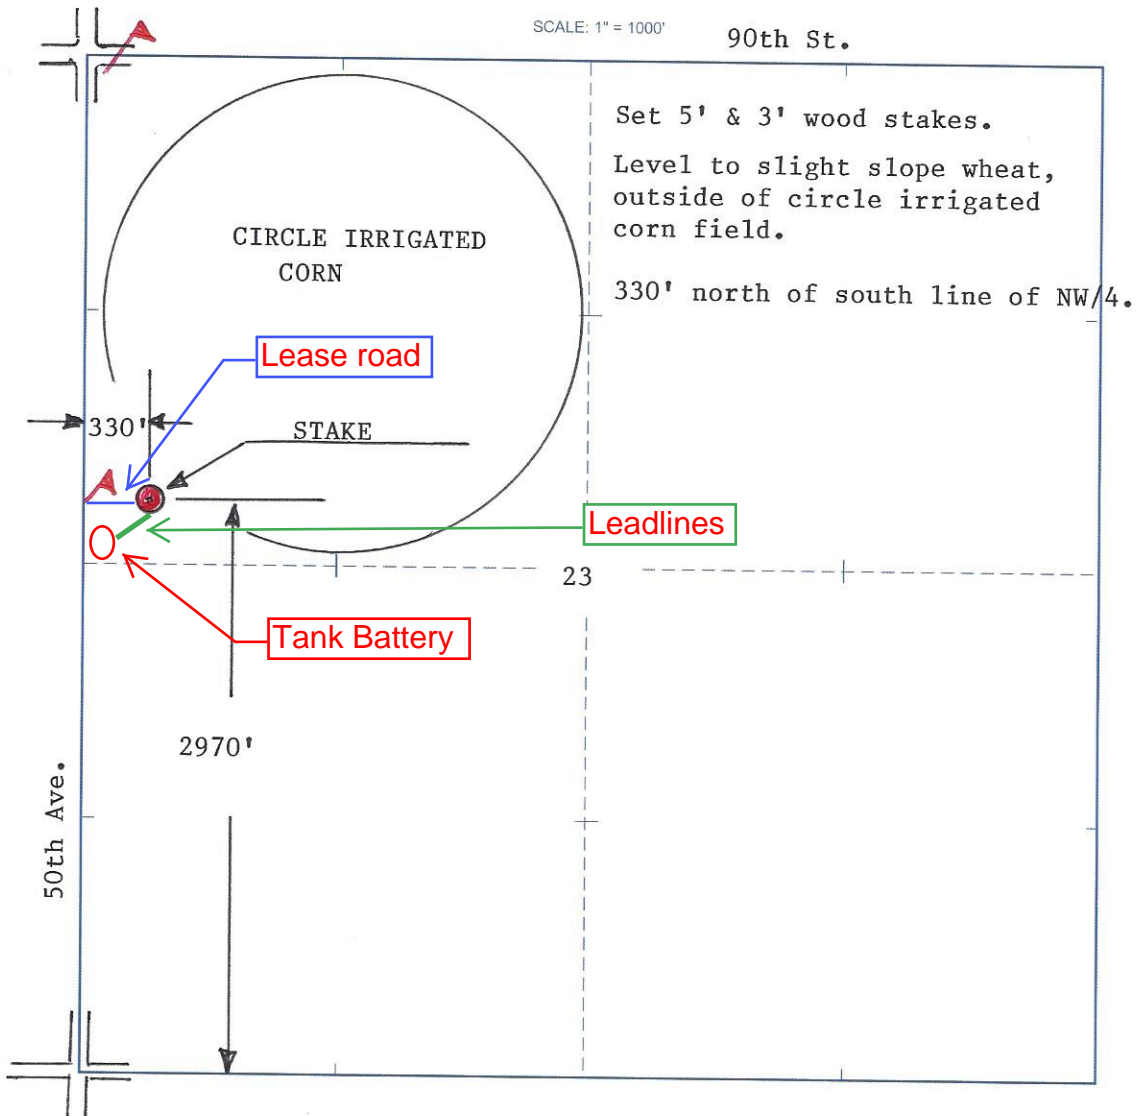 SCALE: 1" = 1000'
90th St.
Set 5' & 3' wood stakes.
Level to slight slope wheat,
outside of circle irrigated
corn field.
330' north of south line of NW/4.
CIRCLE IRRIGATED
CORN
Lease road
330'
STAKE
Leadlines
23
Tank Battery
2970'
50th Ave.